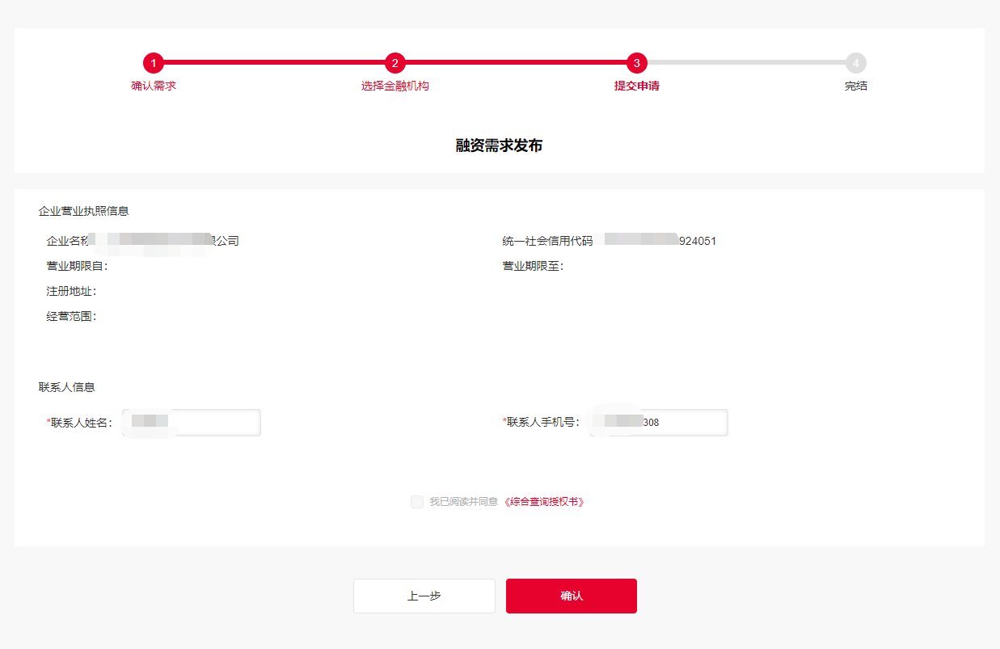 1 2 3 4
确认需求 选择金融机构 提交申请 完结
融资需求发布
企业营业执照信息
企业名称 公司 统一社会信用代码 924051
营业期限自： 营业期限至：
注册地址：
经营范围：
联系人信息
*联系人姓名： *联系人手机号： 308
我已阅读并同意 《综合查询授权书》
上一步 确认